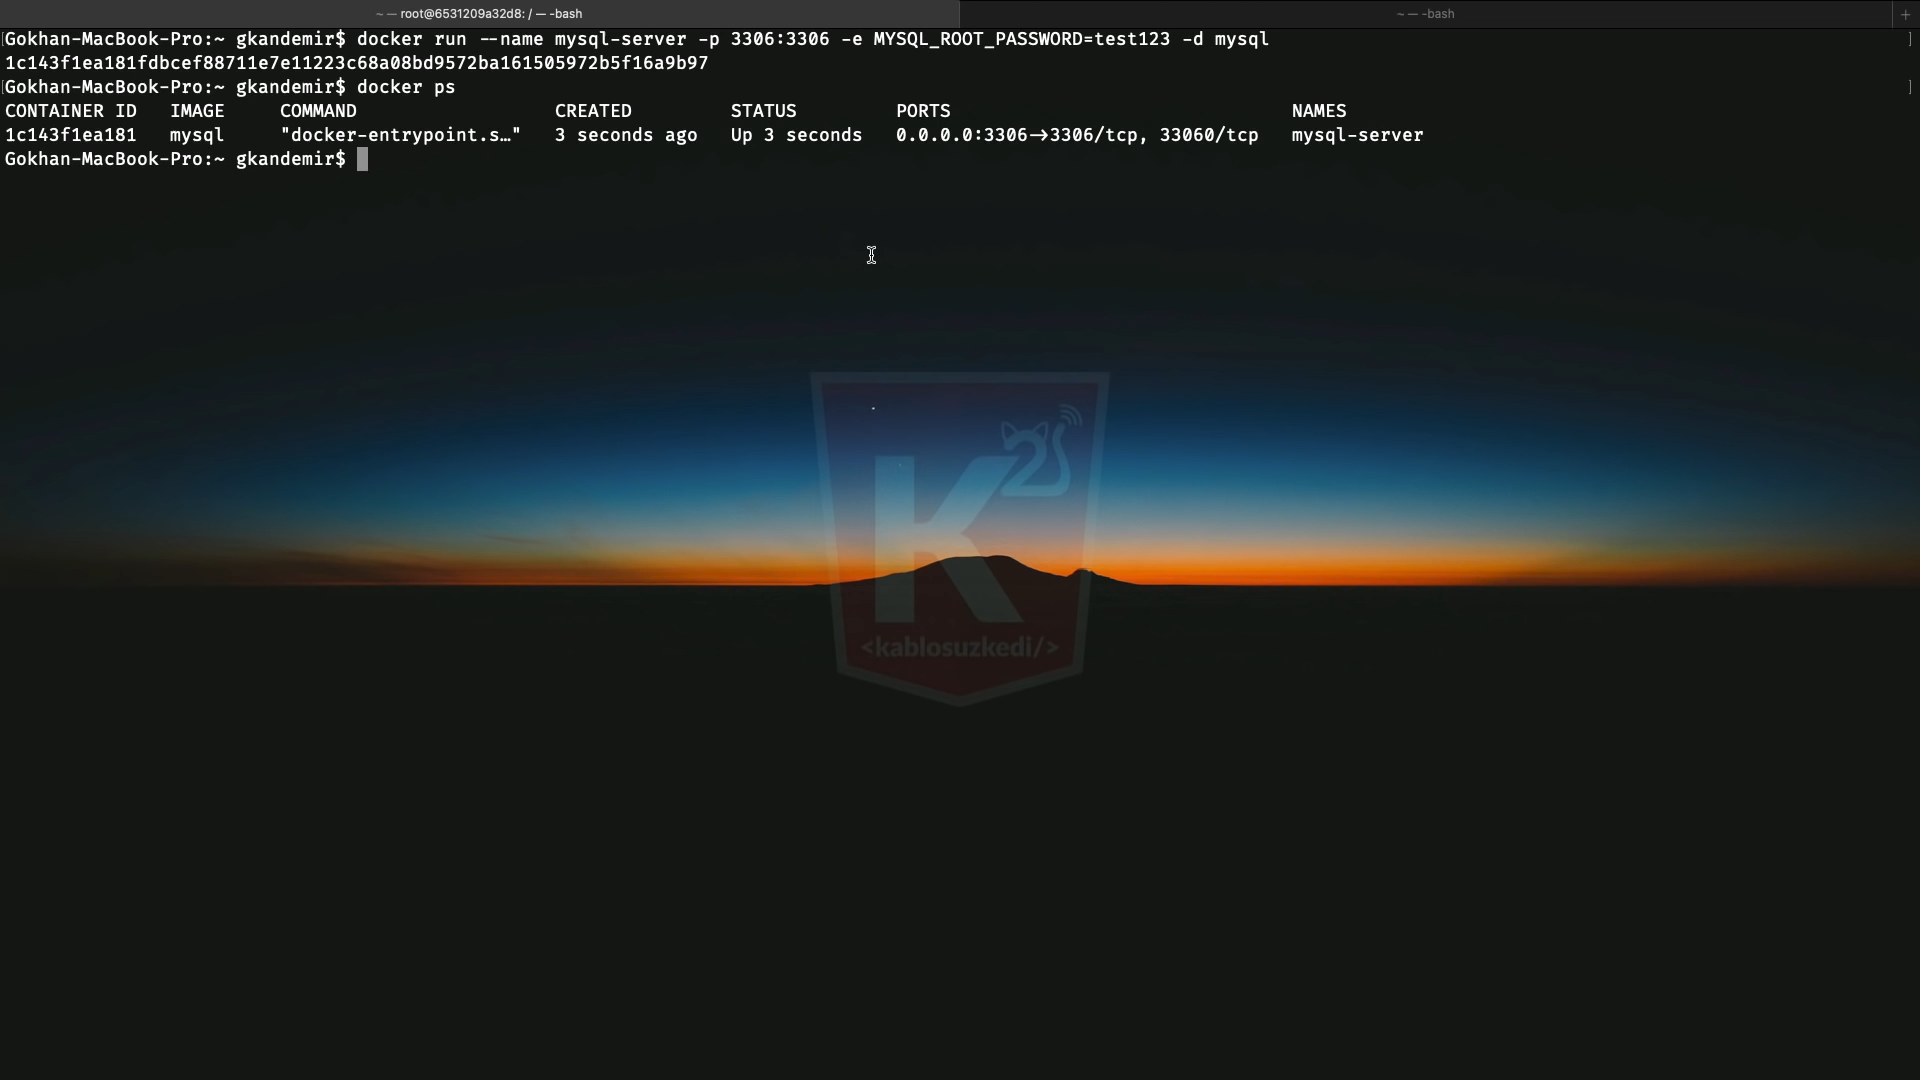 ~ — root@6531209a32d8: / — -bash
~ — -bash
Gokhan-MacBook-Pro:~ gkandemir$ docker run --name mysql-server -p 3306:3306 -e MYSQL_ROOT_PASSWORD=test123 -d mysql
1c143f1ea181fdbcef88711e7e11223c68a08bd9572ba161505972b5f16a9b97
Gokhan-MacBook-Pro:~ gkandemir$ docker ps
CONTAINER ID IMAGE COMMAND CREATED STATUS PORTS NAMES
1c143f1ea181 mysql "docker-entrypoint.s…" 3 seconds ago Up 3 seconds 0.0.0.0:3306->3306/tcp, 33060/tcp mysql-server
Gokhan-MacBook-Pro:~ gkandemir$
K2
<kablosuzkedi/>